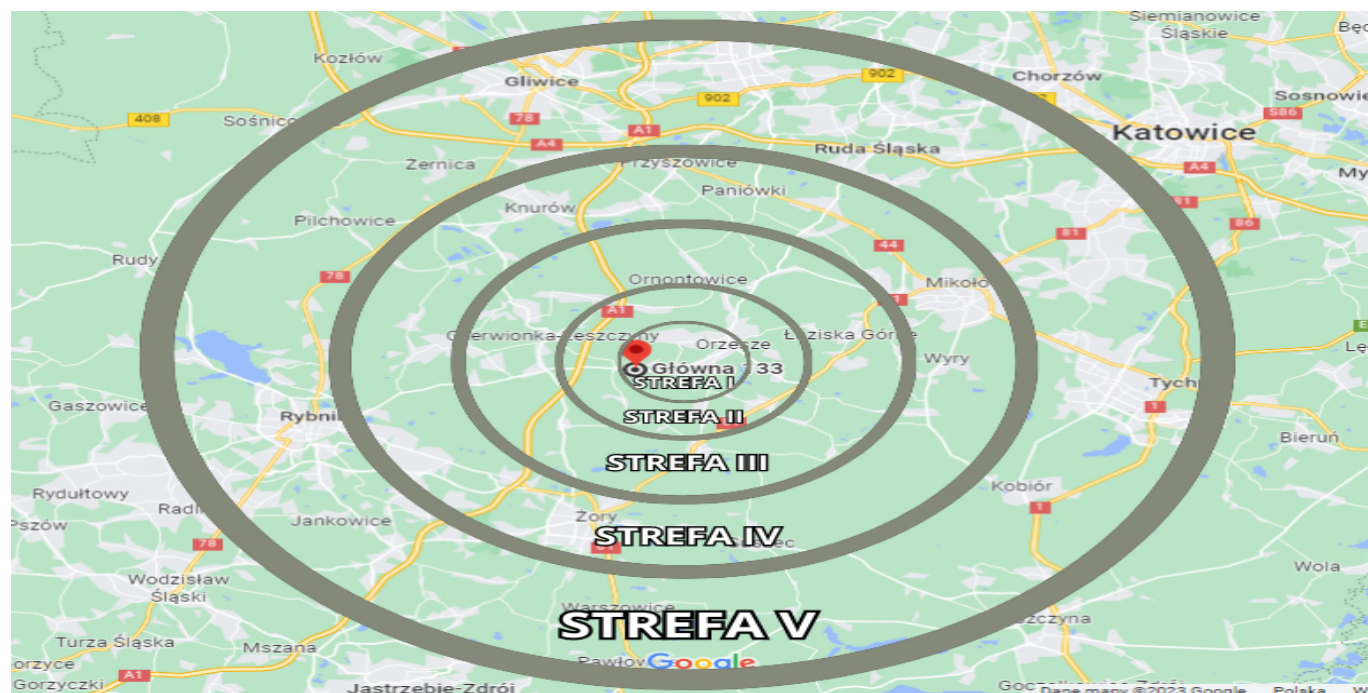 Siemianowice
Śląskie
Kozłów
902
Gliwice
Chorzów
902
408
78
Sosnowie
S86
Sośnico
A1
Katowice
A4
Ruda Śląska
Żernica
Przyszowice
A4
Paniówki
Knurów
81
Pilchowice
86
81
44
Rudy
78
Ornontowice
Mikołó
1
A1
Czerwionka-Leszczyny
Łaziska Górne
Orzesze
Wyry
Główna 133
STREFA I
Tych
Gaszowice
1
Rybni
STREFA II
Bieruń
STREFA III
Kobiór
Rydułtowy
1
Pszów
Jankowice
Żory
STREFA IV
78
Wodzisław
Śląski
Wola
Warszowice
STREFA V
Turza Śląska
Mszana
Pawłow
Google
A1
Gorzyczki
Jastrzębie-Zdrój
Dane mapy ©2023 Google
Polska